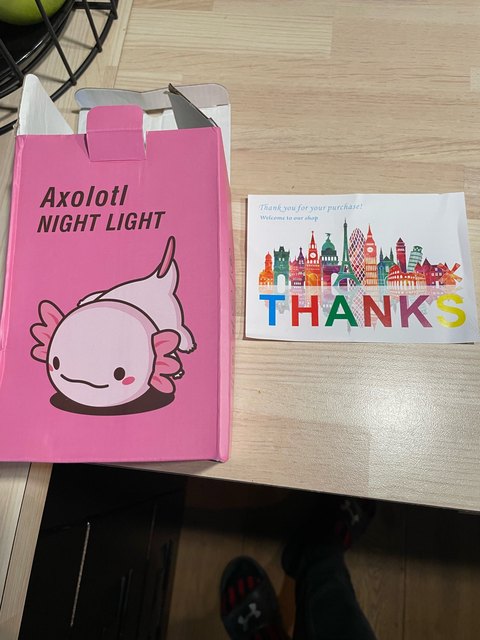 Axolotl
NIGHT LIGHT
Thank you for your purchase!
Welcome to our shop
THANKS